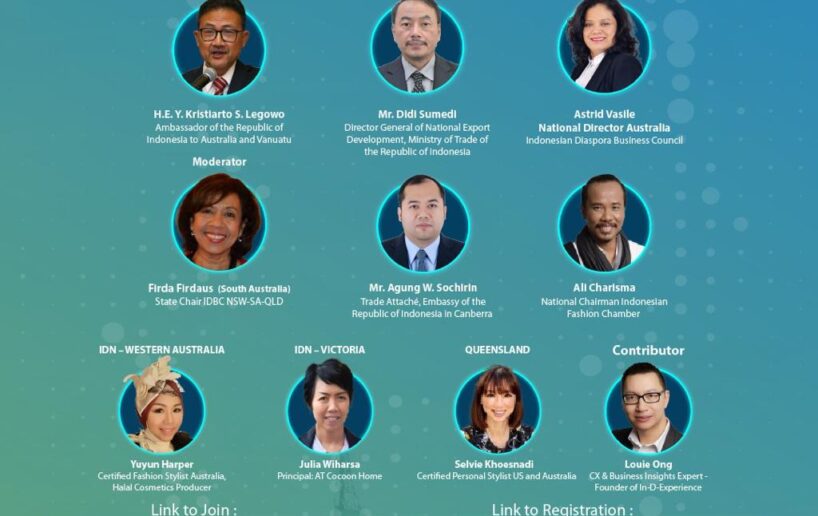 H.E. Y. Kristiarto S. Legowo
Ambassador of the Republic of
Indonesia to Australia and Vanuatu
Mr. Didi Sumedi
Director General of National Export
Development, Ministry of Trade of
the Republic of Indonesia
Astrid Vasile
National Director Australia
Indonesian Diaspora Business Council
Moderator
Firda Firdaus (South Australia)
State Chair IDBC NSW-SA-QLD
Mr. Agung W. Sochirin
Trade Attaché, Embassy of the
Republic of Indonesia in Canberra
Ali Charisma
National Chairman Indonesian
Fashion Chamber
IDN – WESTERN AUSTRALIA
Yuyun Harper
Certified Fashion Stylist Australia,
Halal Cosmetics Producer
IDN – VICTORIA
Julia Wiharsa
Principal: AT Cocoon Home
QUEENSLAND
Selvie Khoesnadi
Certified Personal Stylist US and Australia
Contributor
Louie Ong
CX & Business Insights Expert -
Founder of In-D-Experience
Link to Join :
Link to Registration :